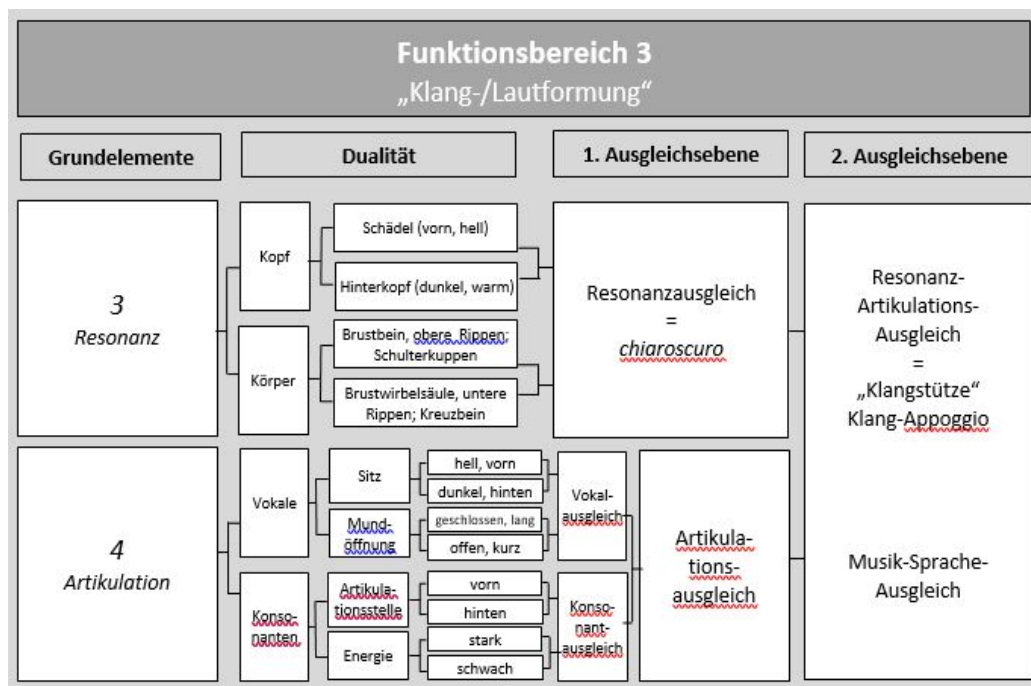 Funktionsbereich 3
„Klang-/Lautformung“
Grundelemente
Dualität
1. Ausgleichsebene
2. Ausgleichsebene
3
Resonanz
Kopf
Schädel (vorn, hell)
Hinterkopf (dunkel, warm)
Körper
Brustbein, obere Rippen;
Schulterkuppen
Brustwirbelsäule, untere
Rippen; Kreuzbein
Resonanzausgleich
=
chiaroscuro
Resonanz-
Artikulations-
Ausgleich
=
„Klangstütze“
Klang-Appoggio
4
Artikulation
Vokale
Sitz
hell, vorn
dunkel, hinten
Mund-
öffnung
geschlossen, lang
offen, kurz
Vokal-
ausgleich
Konso-
nanten
Artikula-
tionsstelle
vorn
hinten
Energie
stark
schwach
Konso-
nant-
ausgleich
Artikula-
tions-
ausgleich
Musik-Sprache-
Ausgleich